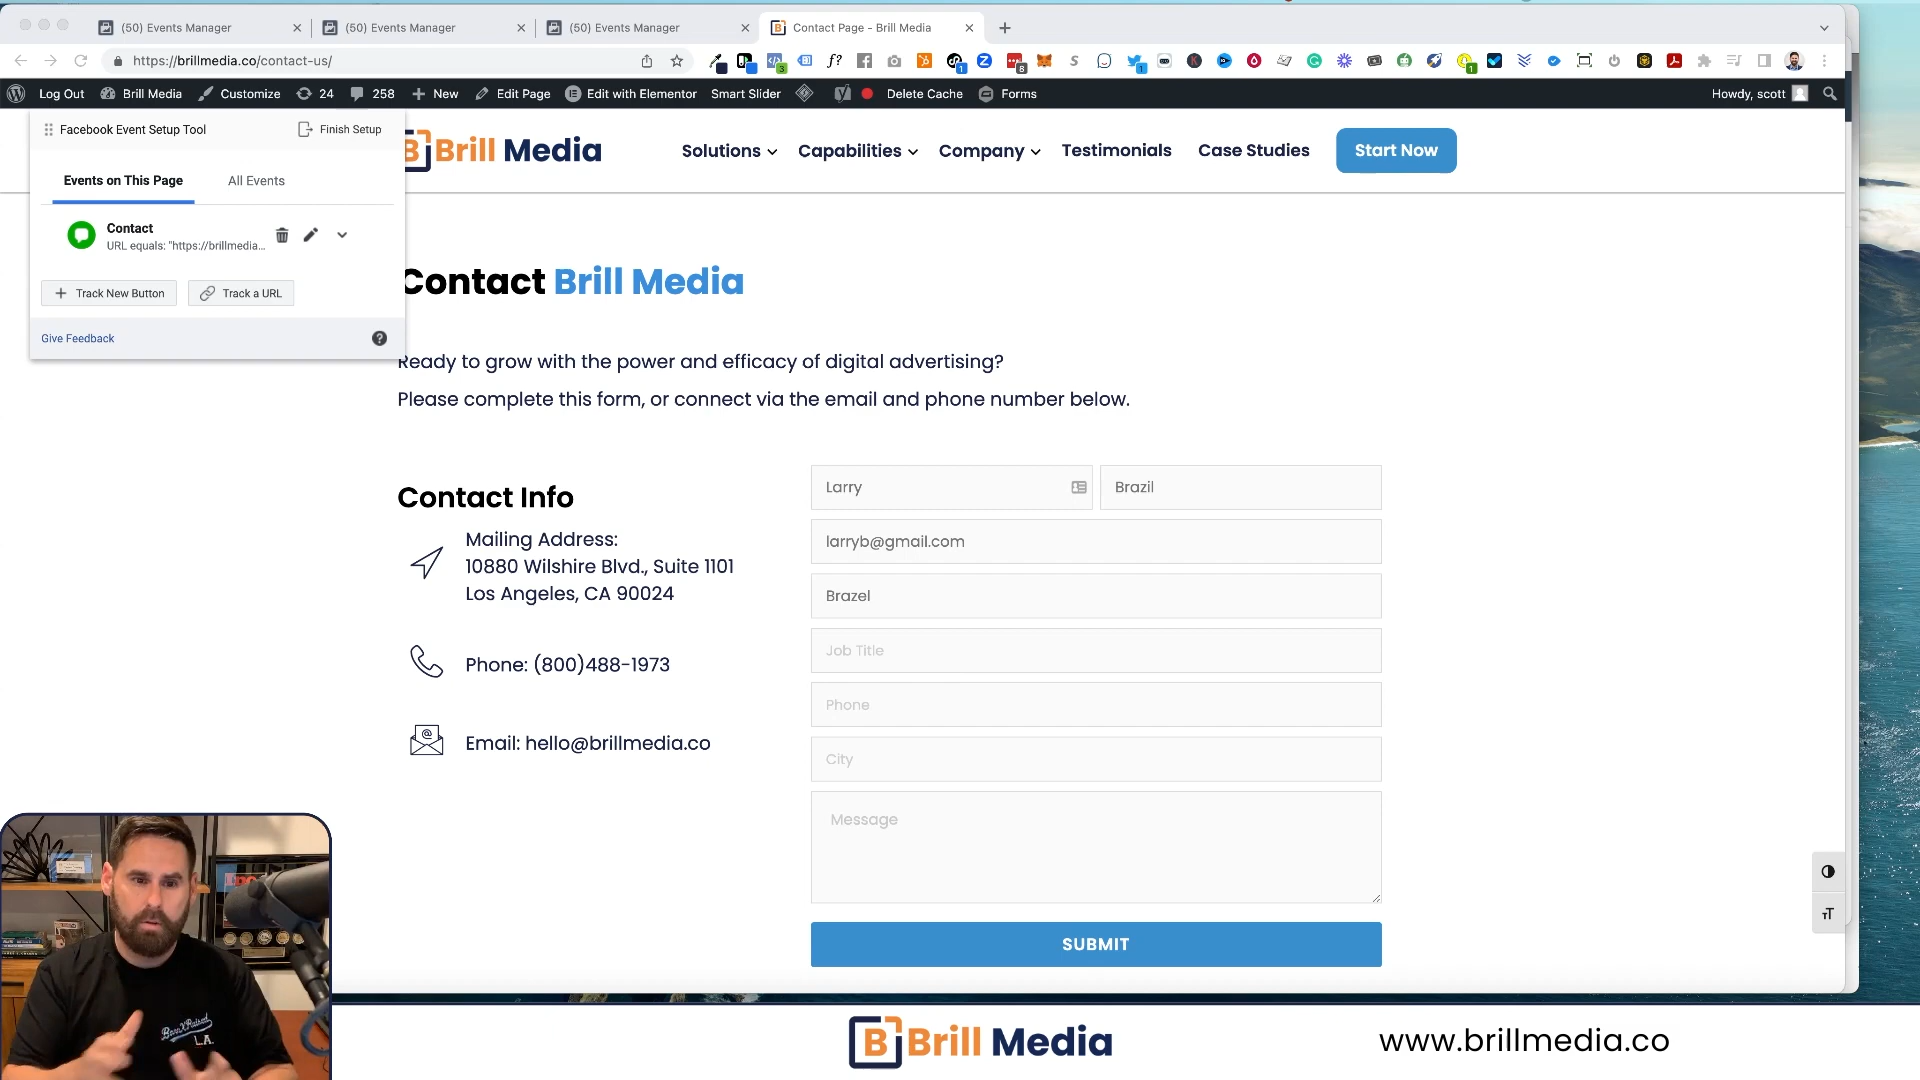 (50) Events Manager
(50) Events Manager
(50) Events Manager
Contact Page - Brill Media
https://brillmedia.co/contact-us/
f?
Log Out
Brill Media
Customize
24
258
New
Edit Page
Edit with Elementor
Smart Slider
Delete Cache
Forms
Howdy, scott
Facebook Event Setup Tool
Finish Setup
Events on This Page
All Events
Contact
URL equals: "https://brillmedia...
Track New Button
Track a URL
Give Feedback
Brill Media
Solutions
Capabilities
Company
Testimonials
Case Studies
Start Now
Contact Brill Media
Ready to grow with the power and efficacy of digital advertising?
Please complete this form, or connect via the email and phone number below.
Contact Info
Mailing Address:
10880 Wilshire Blvd., Suite 1101
Los Angeles, CA 90024
Phone: (800)488-1973
Email: hello@brillmedia.co
Larry
Brazil
larryb@gmail.com
Brazel
Job Title
Phone
City
Message
SUBMIT
L.A.
Brill Media
www.brillmedia.co